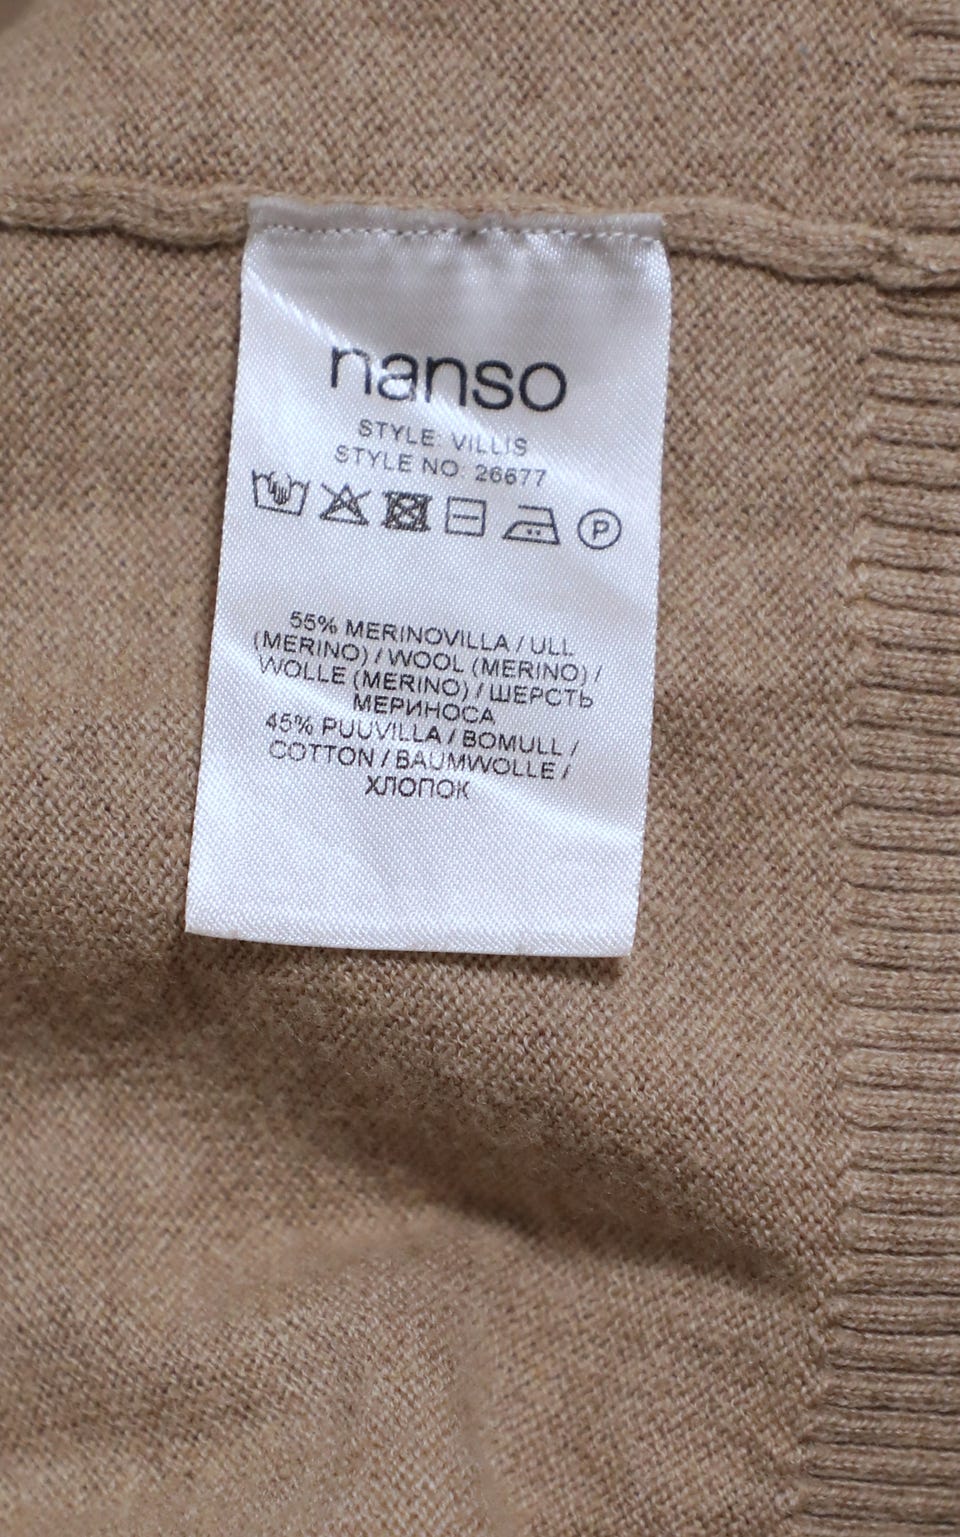 nanso
STYLE: VILLIS
STYLE NO: 26677
P
55% MERINOVILLA / ULL
(MERINO) / WOOL (MERINO) /
WOLLE (MERINO) / ШЕРСТЬ
МЕРИНОСА
45% PUUVILLA / BOMULL /
COTTON / BAUMWOLLE /
ХЛОПОК